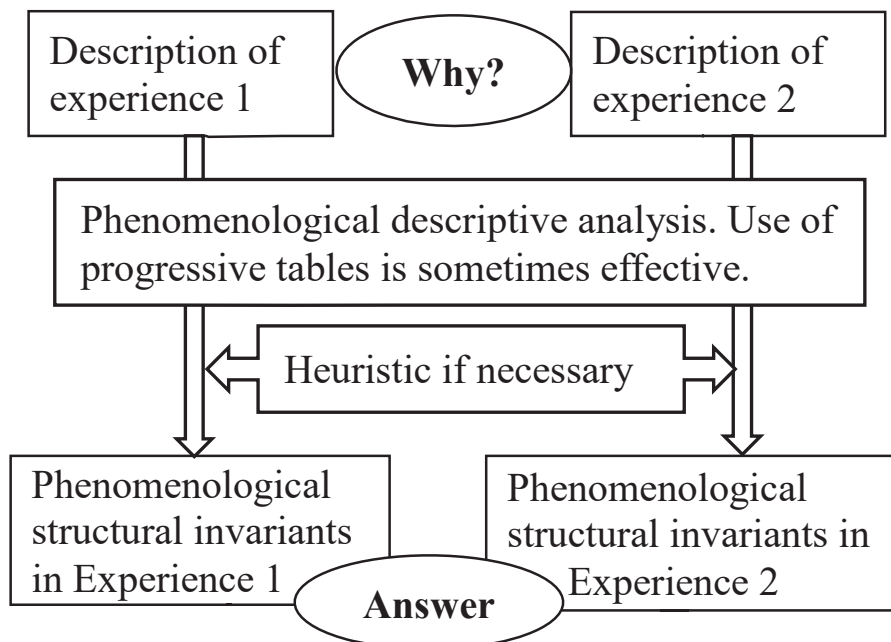 Description of
experience 1
Why?
Description of
experience 2
Phenomenological descriptive analysis. Use of
progressive tables is sometimes effective.
Heuristic if necessary
Phenomenological
structural invariants
in Experience 1
Phenomenological
structural invariants in
Experience 2
Answer